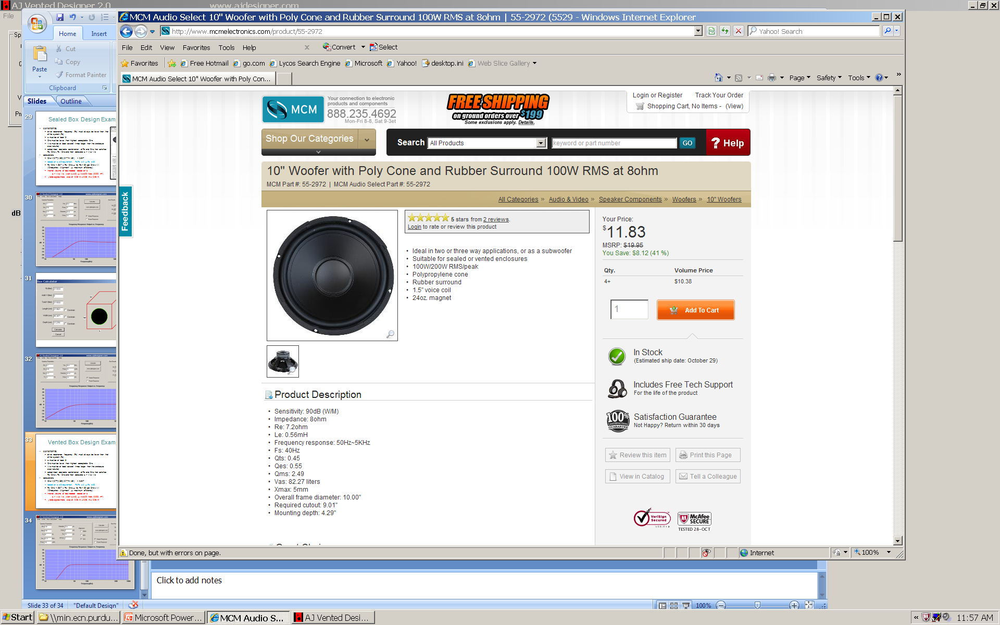 AJ Vented Designer 2.0
www.ajdesigner.com
File
MCM Audio Select 10" Woofer with Poly Cone and Rubber Surround 100W RMS at 8ohm | 55-2972 (5529 - Windows Internet Explorer
Home Insert
http://www.mcmelectronics.com/product/55-2972
Yahoo! Search
File Edit View Favorites Tools Help x Convert Select
Cut
Copy
Paste
Format Painter
Clipboard
Favorites Free Hotmail go.com Lycos Search Engine Microsoft Yahoo! desktop.ini Web Slice Gallery
MCM Audio Select 10" Woofer with Poly Con...
Page Safety Tools
Slides Outline
MCM
Your connection to electronic
products and components
888.235.4692
Mon-Fri 8-8, Sat 9-3et
FREE SHIPPING
on ground orders over $199
Some exclusions apply. Details.
Login or Register Track Your Order
Shopping Cart, No Items - (View)
Shop Our Categories
Search All Products keyword or part number GO
? Help
10" Woofer with Poly Cone and Rubber Surround 100W RMS at 8ohm
MCM Part #: 55-2972 | MCM Audio Select Part #: 55-2972
All Categories » Audio & Video » Speaker Components » Woofers » 10" Woofers
Feedback
5 stars from 2 reviews.
Login to rate or review this product
• Ideal in two or three way applications, or as a subwoofer
• Suitable for sealed or vented enclosures
• 100W/200W RMS/peak
• Polypropylene cone
• Rubber surround
• 1.5" voice coil
• 24oz. magnet
Your Price:
$11.83
MSRP: $19.95
You Save: $8.12 (41 %)
Qty. Volume Price
4+ $10.38
1 Add To Cart
In Stock
(Estimated ship date: October 29)
Includes Free Tech Support
For the life of the product
100% SATISFACTION GUARANTEE
Satisfaction Guarantee
Not Happy? Return within 30 days
Review this item Print this Page
View in Catalog Tell a Colleague
VeriSign
Secured
VERIFY
McAfee
SECURE
TESTED 28-OCT
Product Description
• Sensitivity: 90dB (W/M)
• Impedance: 8ohm
• Re: 7.2ohm
• Le: 0.56mH
• Frequency response: 50Hz~5KHz
• Fs: 40Hz
• Qts: 0.45
• Qes: 0.55
• Qms: 2.49
• Vas: 82.27 liters
• Xmax: 5mm
• Overall frame diameter: 10.00"
• Required cutout: 9.01"
• Mounting depth: 4.29"
29
Sealed Box Design Exam
30
31
Box Calculator
32
33
Vented Box Design Exam
34
dB
Done, but with errors on page.
Internet
100%
Click to add notes
Slide 33 of 34 "Default Design"
100%
Start \\min.ecn.purdu... Microsoft Power... MCM Audio S... AJ Vented Desi... « 11:57 AM